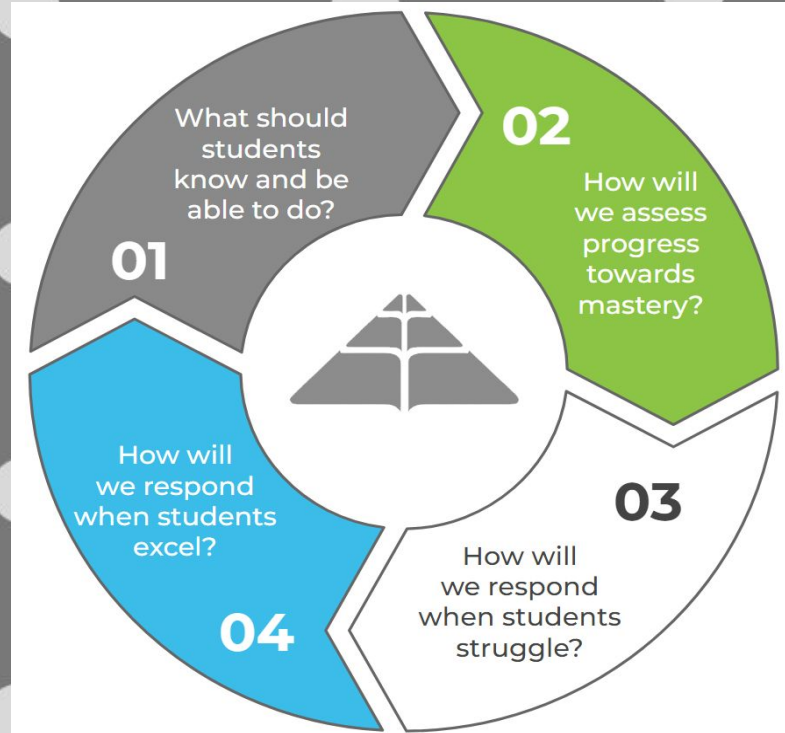 What should
students
know and be
able to do?
01
02
How will
we assess
progress
towards
mastery?
03
How will
we respond
when students
struggle?
How will
we respond
when students
excel?
04